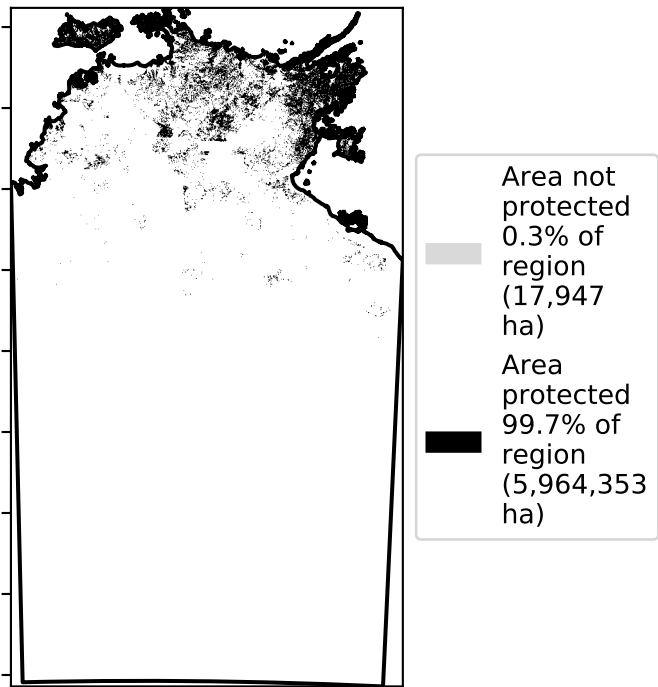 Area not
protected
0.3% of
region
(17,947
ha)
Area
protected
99.7% of
region
(5,964,353
ha)